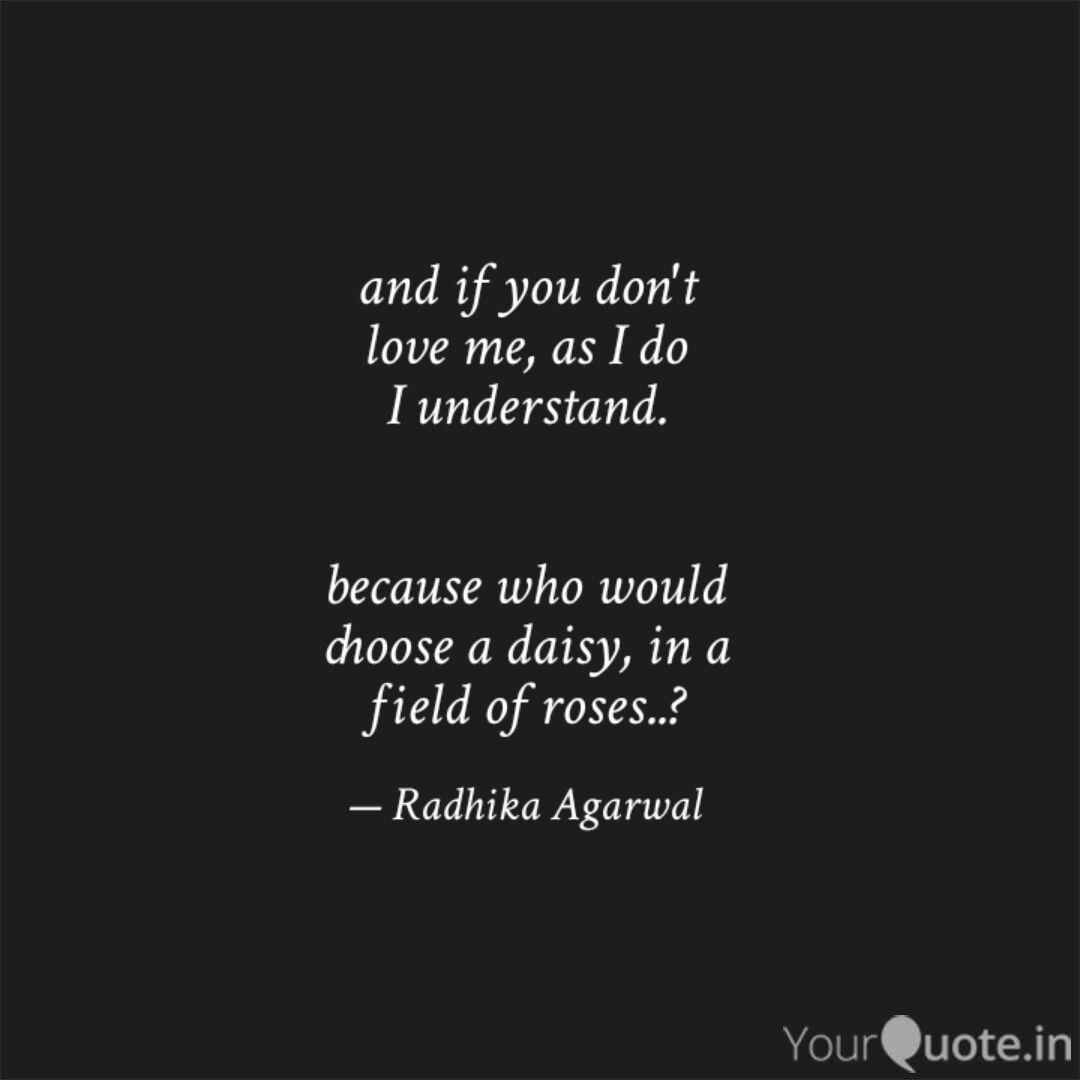 and if you don't
love me, as I do
I understand.
because who would
choose a daisy, in a
field of roses..?
— Radhika Agarwal
YourQuote.in